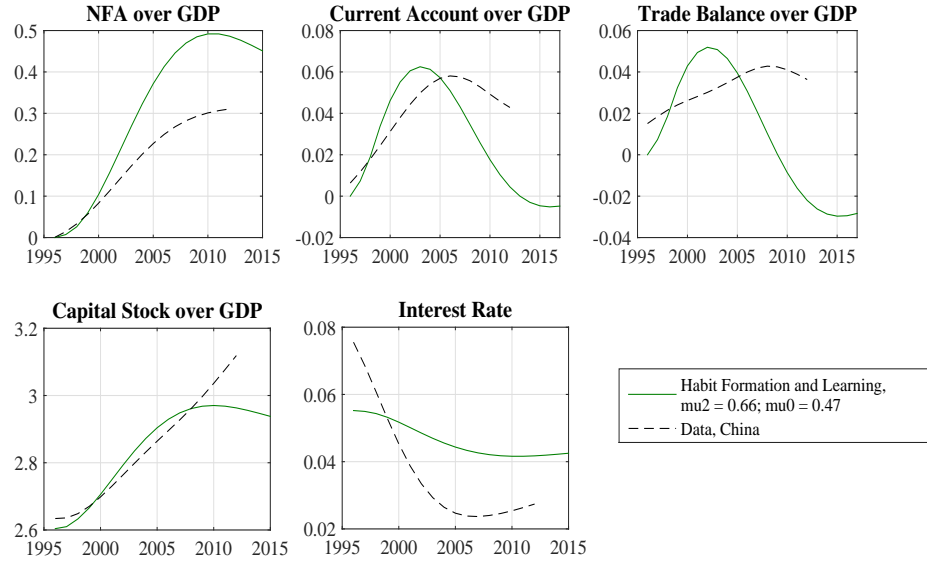 NFA over GDP
0.5
0.4
0.3
0.2
0.1
0
1995 2000 2005 2010 2015
Current Account over GDP
0.08
0.06
0.04
0.02
0
-0.02
1995 2000 2005 2010 2015
Trade Balance over GDP
0.06
0.04
0.02
0
-0.02
-0.04
1995 2000 2005 2010 2015
Capital Stock over GDP
3.2
3
2.8
2.6
1995 2000 2005 2010 2015
Interest Rate
0.08
0.06
0.04
0.02
1995 2000 2005 2010 2015
Habit Formation and Learning,
mu2 = 0.66; mu0 = 0.47
Data, China